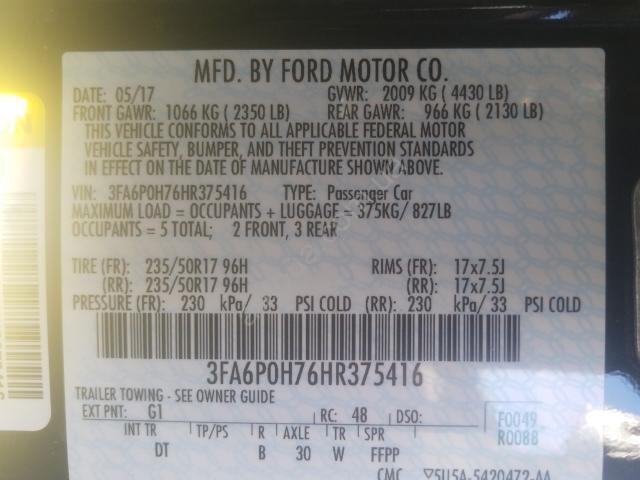 MFD. BY FORD MOTOR CO.
DATE: 05/17 GVWR: 2009 KG ( 4430 LB)
FRONT GAWR: 1066 KG ( 2350 LB) REAR GAWR: 966 KG ( 2130 LB)
THIS VEHICLE CONFORMS TO ALL APPLICABLE FEDERAL MOTOR
VEHICLE SAFETY, BUMPER, AND THEFT PREVENTION STANDARDS
IN EFFECT ON THE DATE OF MANUFACTURE SHOWN ABOVE.
VIN: 3FA6P0H76HR375416 TYPE: Passenger Car
MAXIMUM LOAD = OCCUPANTS + LUGGAGE = 375KG/ 827LB
OCCUPANTS = 5 TOTAL; 2 FRONT, 3 REAR
TIRE (FR): 235/50R17 96H RIMS (FR): 17x7.5J
(RR): 235/50R17 96H (RR): 17x7.5J
PRESSURE (FR): 230 kPa/ 33 PSI COLD (RR): 230 kPa/ 33 PSI COLD
3FA6P0H76HR375416
TRAILER TOWING - SEE OWNER GUIDE
EXT PNT: G1 RC: 48 DSO: F0049
R0088
INT TR TP/PS R AXLE TR SPR
DT B 30 W FFPP
CMC ▽5U5A-5420472-AA